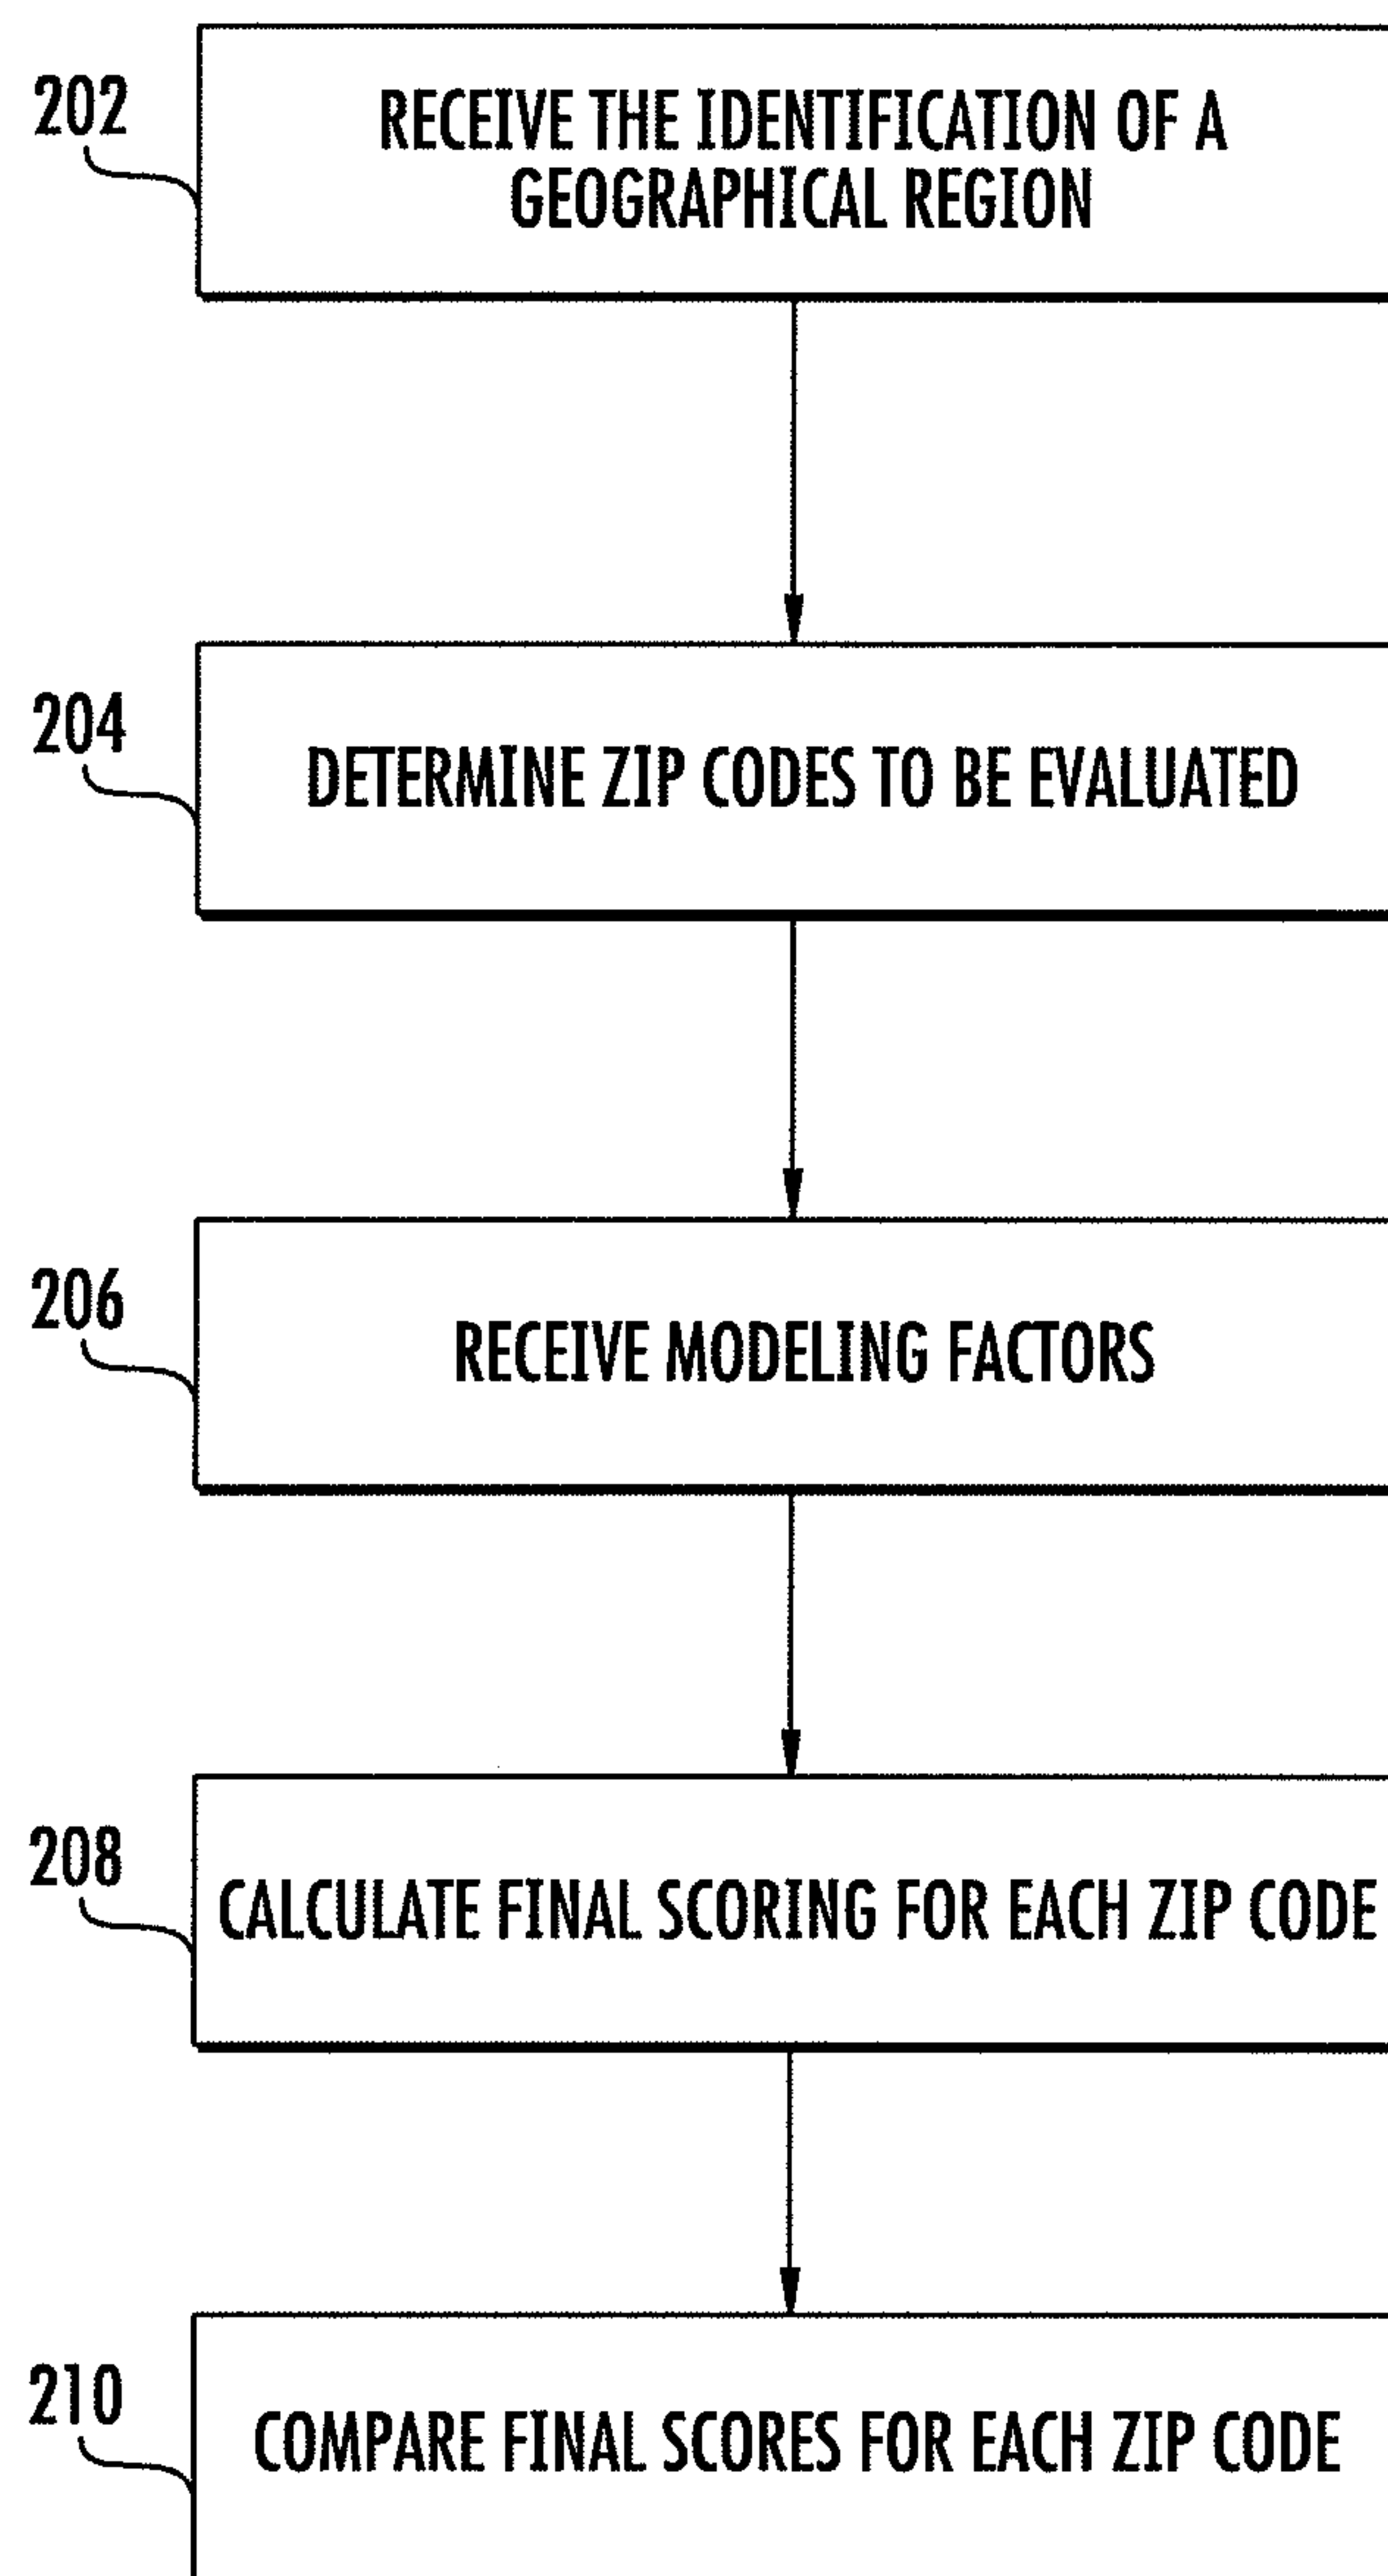 202
RECEIVE THE IDENTIFICATION OF A
GEOGRAPHICAL REGION
204
DETERMINE ZIP CODES TO BE EVALUATED
206
RECEIVE MODELING FACTORS
208
CALCULATE FINAL SCORING FOR EACH ZIP CODE
210
COMPARE FINAL SCORES FOR EACH ZIP CODE